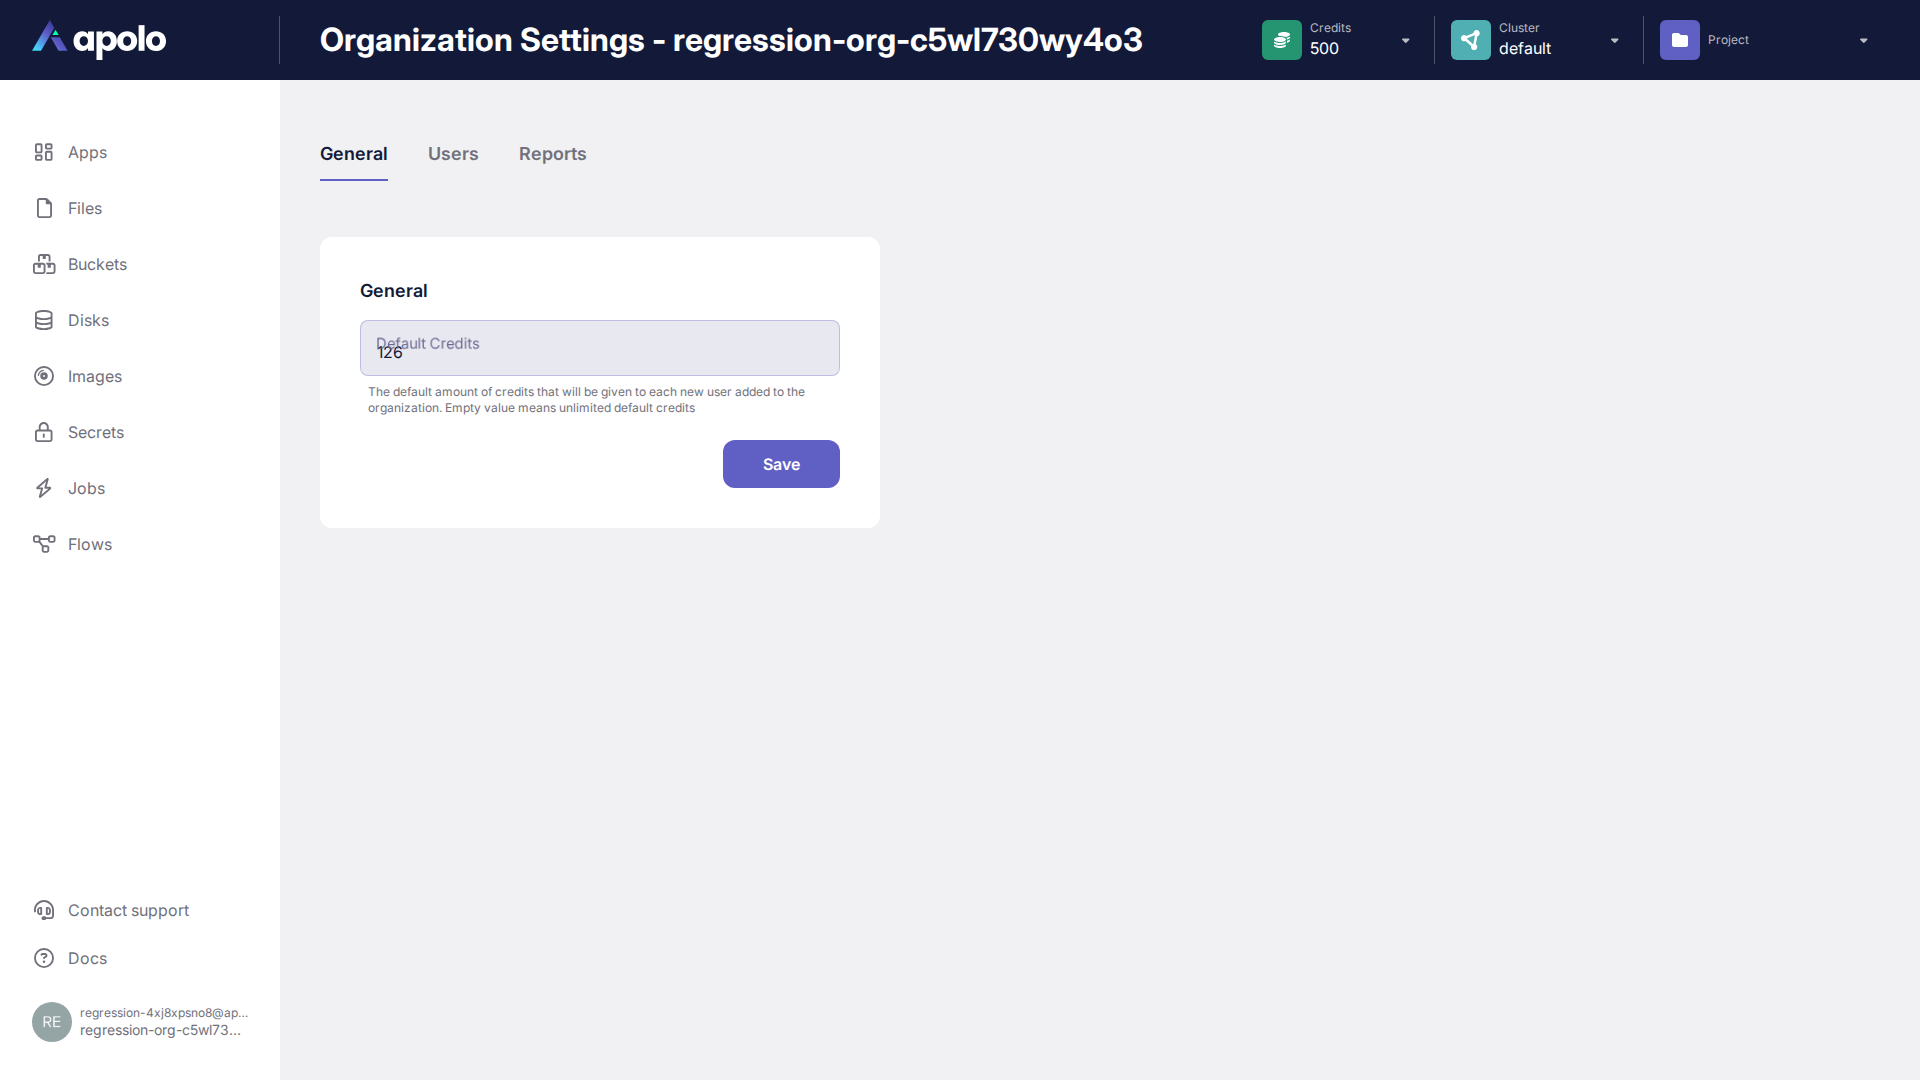 apolo
Organization Settings - regression-org-c5wl730wy4o3
Credits
500
Cluster
default
Project
Apps
Files
Buckets
Disks
Images
Secrets
Jobs
Flows
Contact support
Docs
RE
regression-4xj8xpsno8@ap...
regression-org-c5wl73...
General
Users
Reports
General
Default Credits
126
The default amount of credits that will be given to each new user added to the
organization. Empty value means unlimited default credits
Save